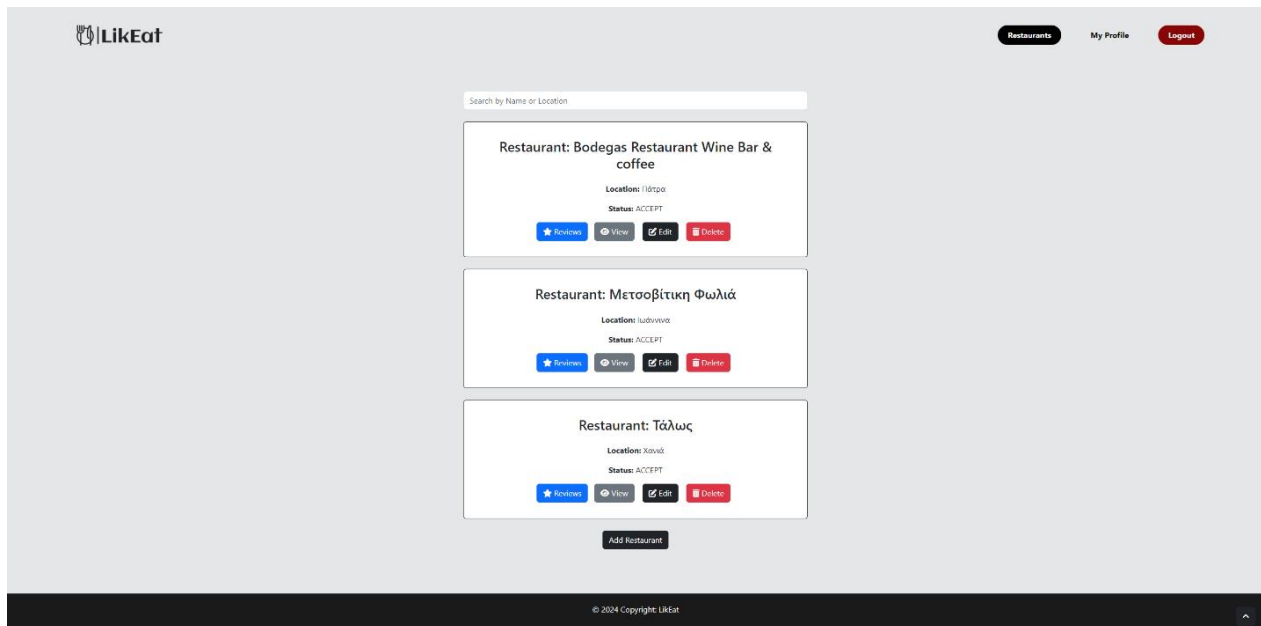 LikEat
Restaurants My Profile Logout
Search by Name or Location
Restaurant: Bodegas Restaurant Wine Bar &
coffee
Location: Πάτρα
Status: ACCEPT
Reviews View Edit Delete
Restaurant: Μετσοβίτικη Φωλιά
Location: Ιωάννινα
Status: ACCEPT
Reviews View Edit Delete
Restaurant: Τάλως
Location: Χανιά
Status: ACCEPT
Reviews View Edit Delete
Add Restaurant
© 2024 Copyright: LikEat